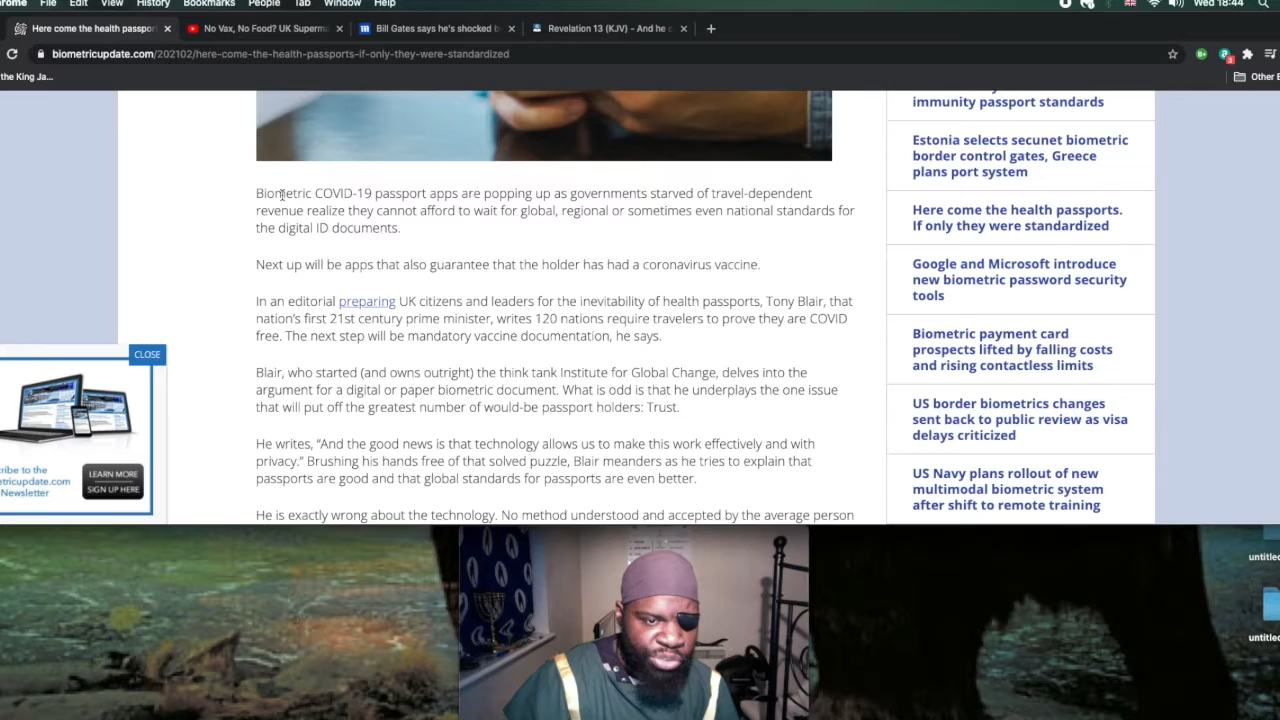 Chrome File Edit View History Bookmarks People Tab Window Help Wed 18:44
Here come the health passpor × No Vax, No Food? UK Superma × Bill Gates says he's shocked b × Revelation 13 (KJV) - And he c × +
biometricupdate.com/202102/here-come-the-health-passports-if-only-they-were-standardized
3
the King Ja...
Other B
immunity passport standards
Estonia selects secunet biometric
border control gates, Greece
plans port system
Here come the health passports.
If only they were standardized
Google and Microsoft introduce
new biometric password security
tools
Biometric payment card
prospects lifted by falling costs
and rising contactless limits
US border biometrics changes
sent back to public review as visa
delays criticized
US Navy plans rollout of new
multimodal biometric system
after shift to remote training
Biometric COVID-19 passport apps are popping up as governments starved of travel-dependent
revenue realize they cannot afford to wait for global, regional or sometimes even national standards for
the digital ID documents.
Next up will be apps that also guarantee that the holder has had a coronavirus vaccine.
In an editorial preparing UK citizens and leaders for the inevitability of health passports, Tony Blair, that
nation's first 21st century prime minister, writes 120 nations require travelers to prove they are COVID
free. The next step will be mandatory vaccine documentation, he says.
Blair, who started (and owns outright) the think tank Institute for Global Change, delves into the
argument for a digital or paper biometric document. What is odd is that he underplays the one issue
that will put off the greatest number of would-be passport holders: Trust.
He writes, “And the good news is that technology allows us to make this work effectively and with
privacy.” Brushing his hands free of that solved puzzle, Blair meanders as he tries to explain that
passports are good and that global standards for passports are even better.
He is exactly wrong about the technology. No method understood and accepted by the average person
CLOSE
cribe to the
etricupdate.com
Newsletter
LEARN MORE
SIGN UP HERE
untitled
untitled